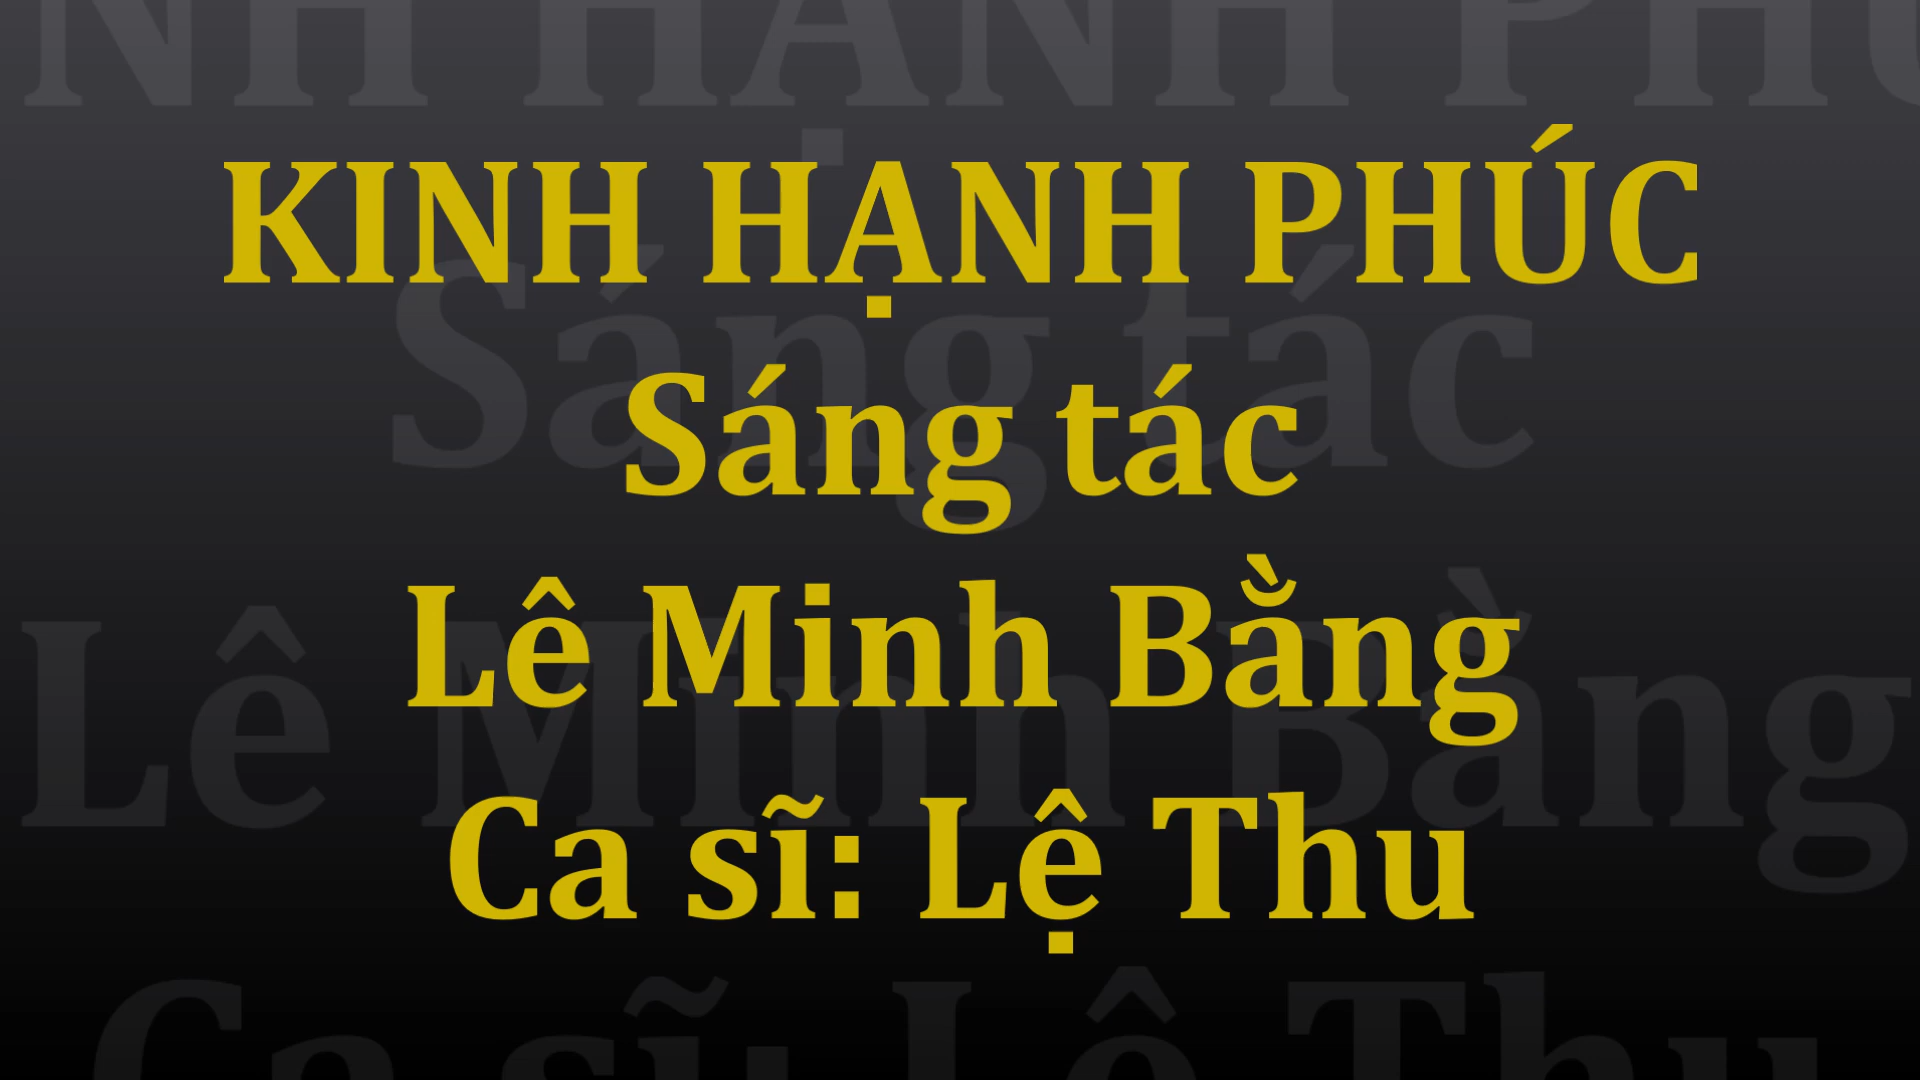 KINH HẠNH PHÚC
Sáng tác
Lê Minh Bằng
Ca sĩ: Lệ Thu